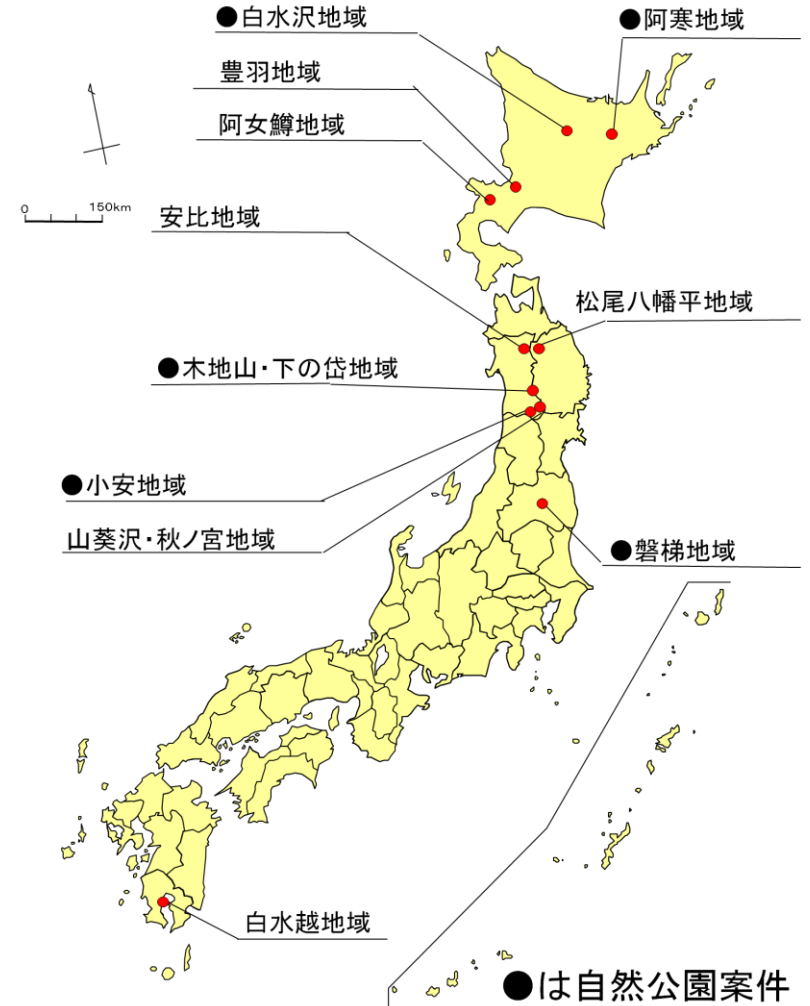 ●白水沢地域
●阿寒地域
豊羽地域
阿女鱒地域
0 150km
安比地域
松尾八幡平地域
●木地山・下の岱地域
●小安地域
山葵沢・秋ノ宮地域
●磐梯地域
白水越地域
●は自然公園案件